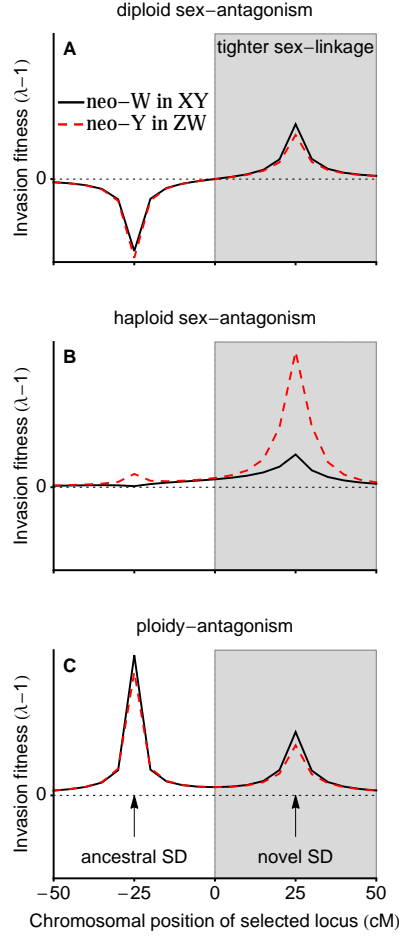 diploid sex−antagonism
A
tighter sex−linkage
neo−W in XY
neo−Y in ZW
Invasion fitness (λ−1)
0
haploid sex−antagonism
B
Invasion fitness (λ−1)
0
ploidy−antagonism
C
Invasion fitness (λ−1)
0
ancestral SD
novel SD
−50 −25 0 25 50
Chromosomal position of selected locus (cM)